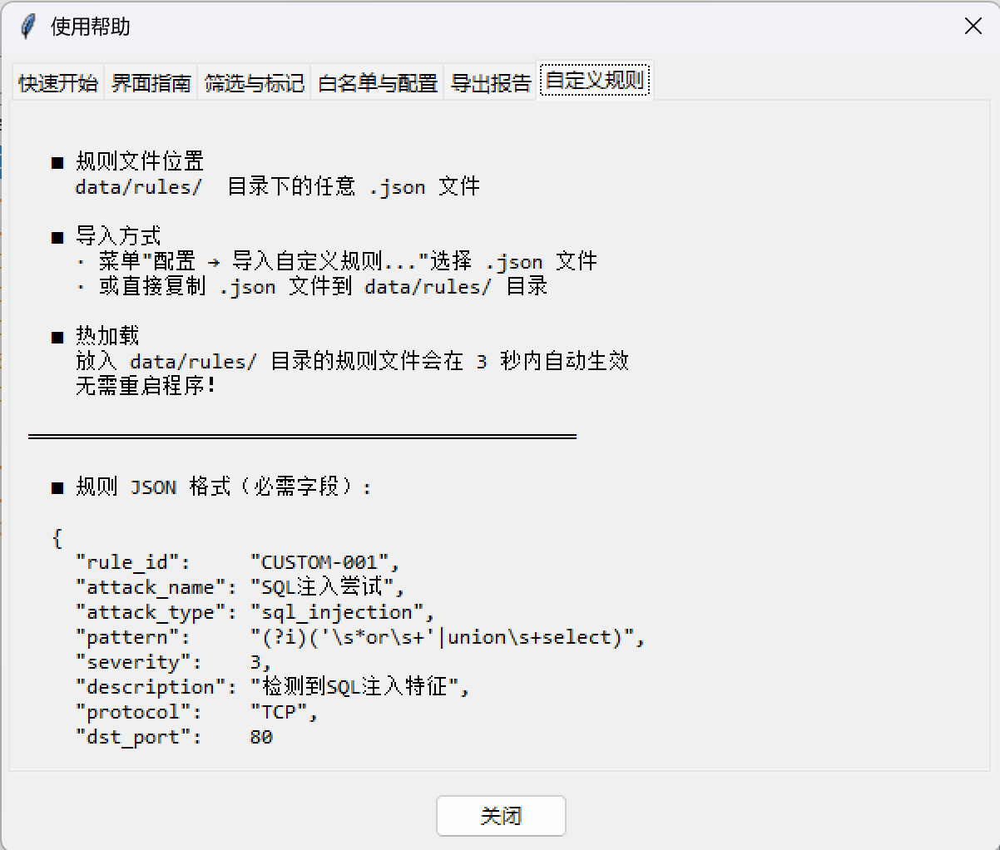 使用帮助
快速开始 界面指南 筛选与标记 白名单与配置 导出报告 自定义规则
■ 规则文件位置
data/rules/ 目录下的任意 .json 文件
■ 导入方式
· 菜单"配置 → 导入自定义规则..."选择 .json 文件
· 或直接复制 .json 文件到 data/rules/ 目录
■ 热加载
放入 data/rules/ 目录的规则文件会在 3 秒内自动生效
无需重启程序!
■ 规则 JSON 格式（必需字段）:
{
"rule_id": "CUSTOM-001",
"attack_name": "SQL注入尝试",
"attack_type": "sql_injection",
"pattern": "(?i)('\s*or\s+'|union\s+select)",
"severity": 3,
"description": "检测到SQL注入特征",
"protocol": "TCP",
"dst_port": 80
关闭